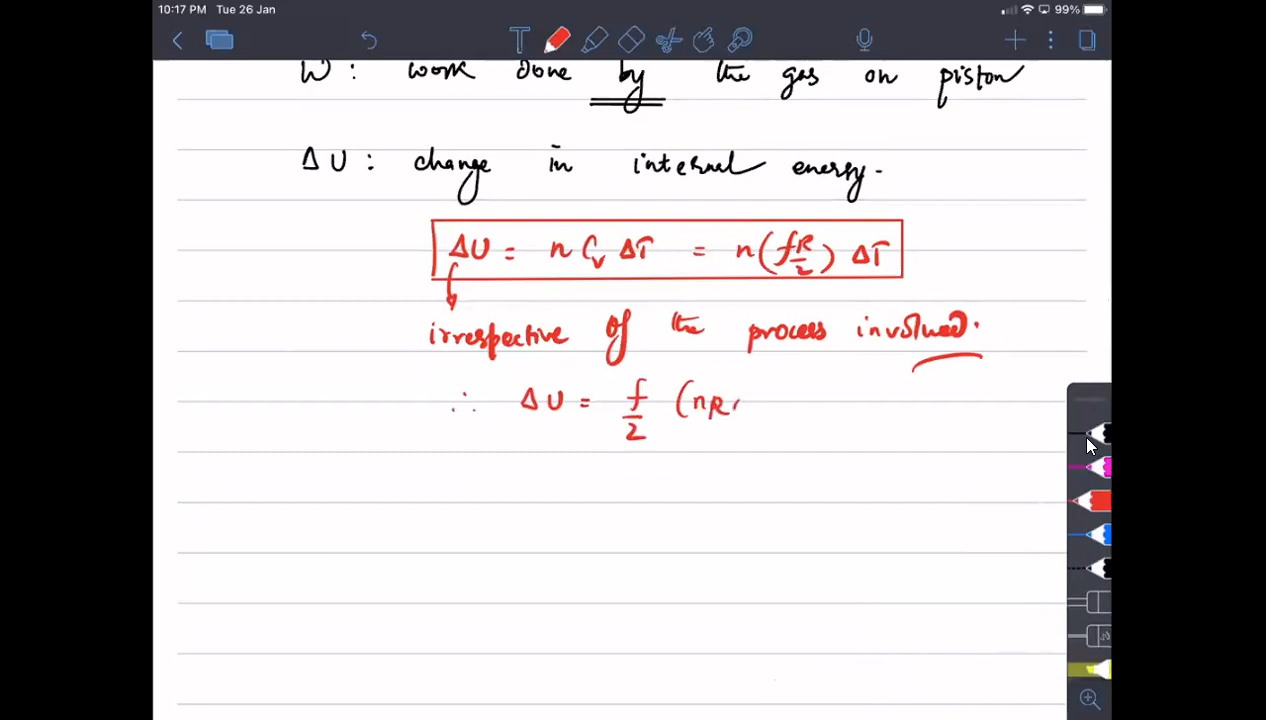 10:17 PM Tue 26 Jan 99%
T
W : work done by the gas on piston
ΔU : change in internal energy.
ΔU = n Cv ΔT = n(fR/2) ΔT
irrespective of the process involved.
∴ ΔU = f/2 (nR